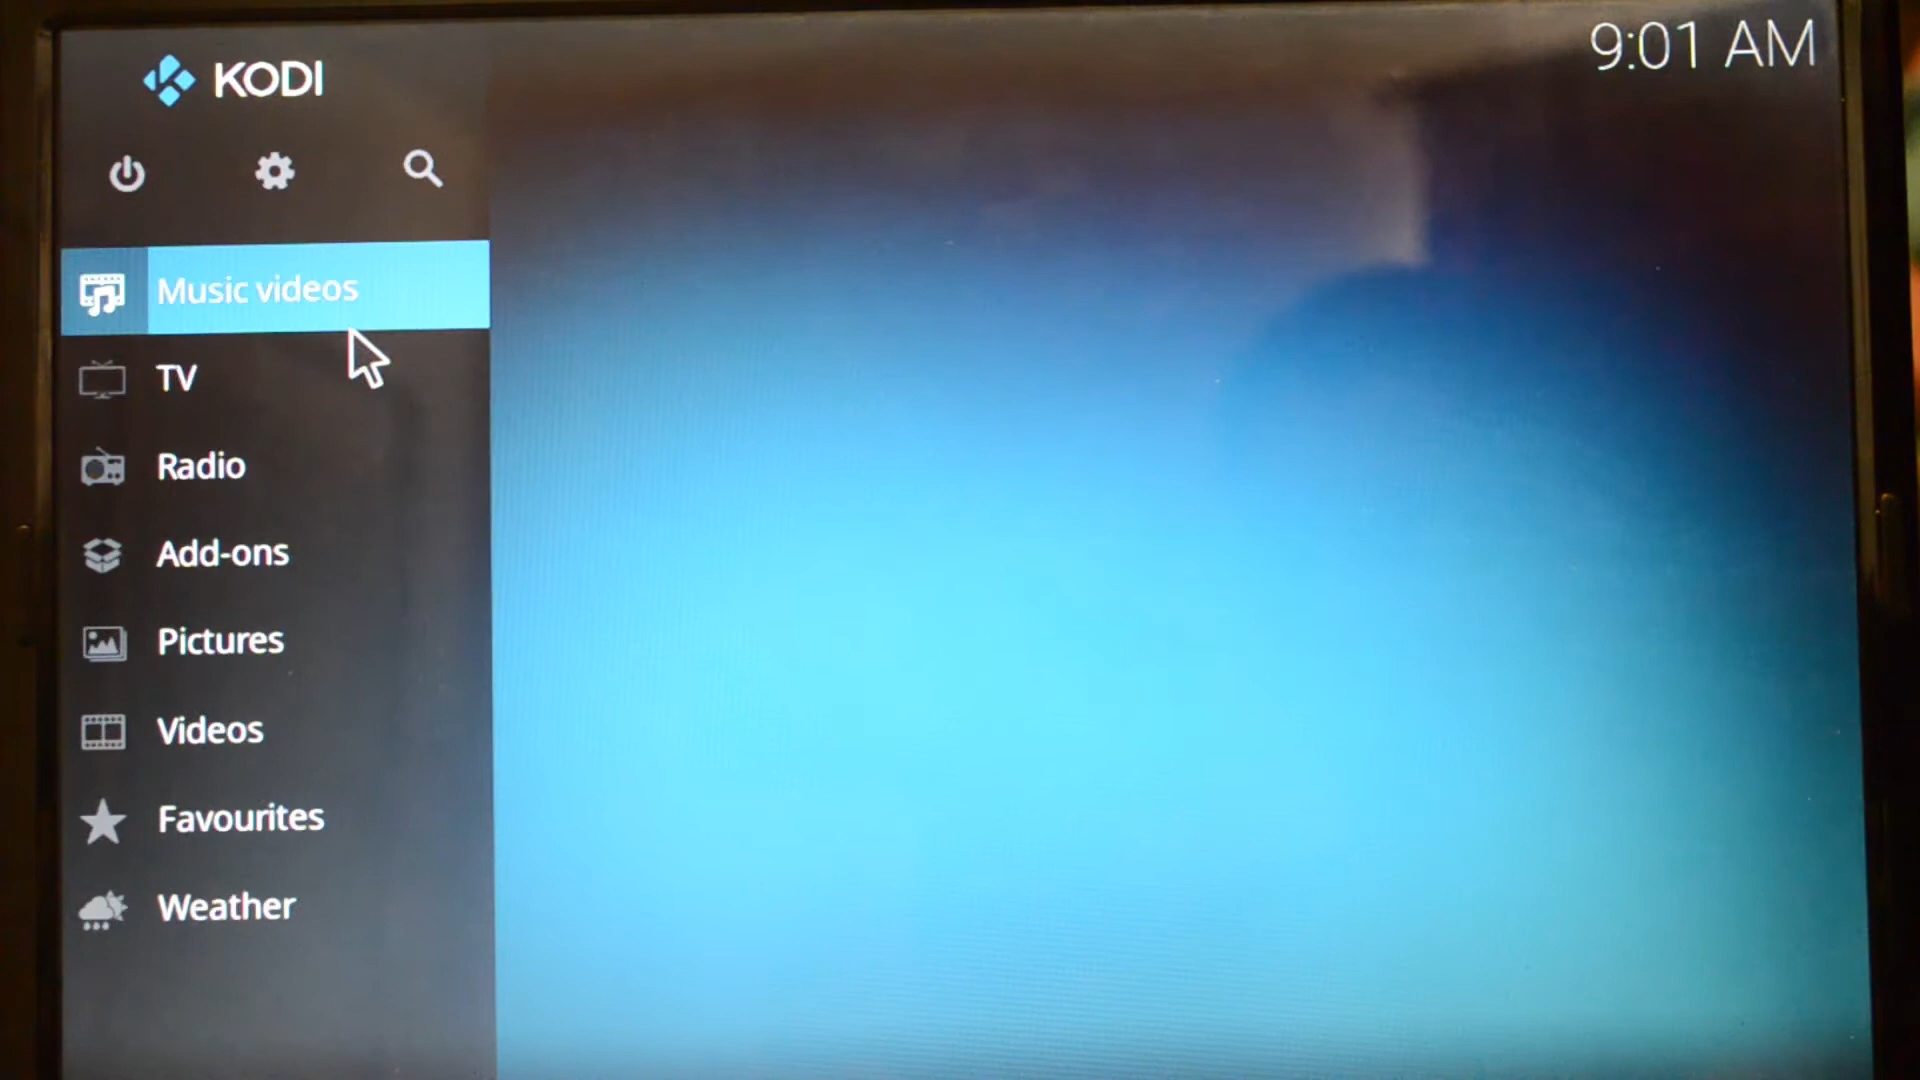 KODI
9:01 AM
Music videos
TV
Radio
Add-ons
Pictures
Videos
Favourites
Weather